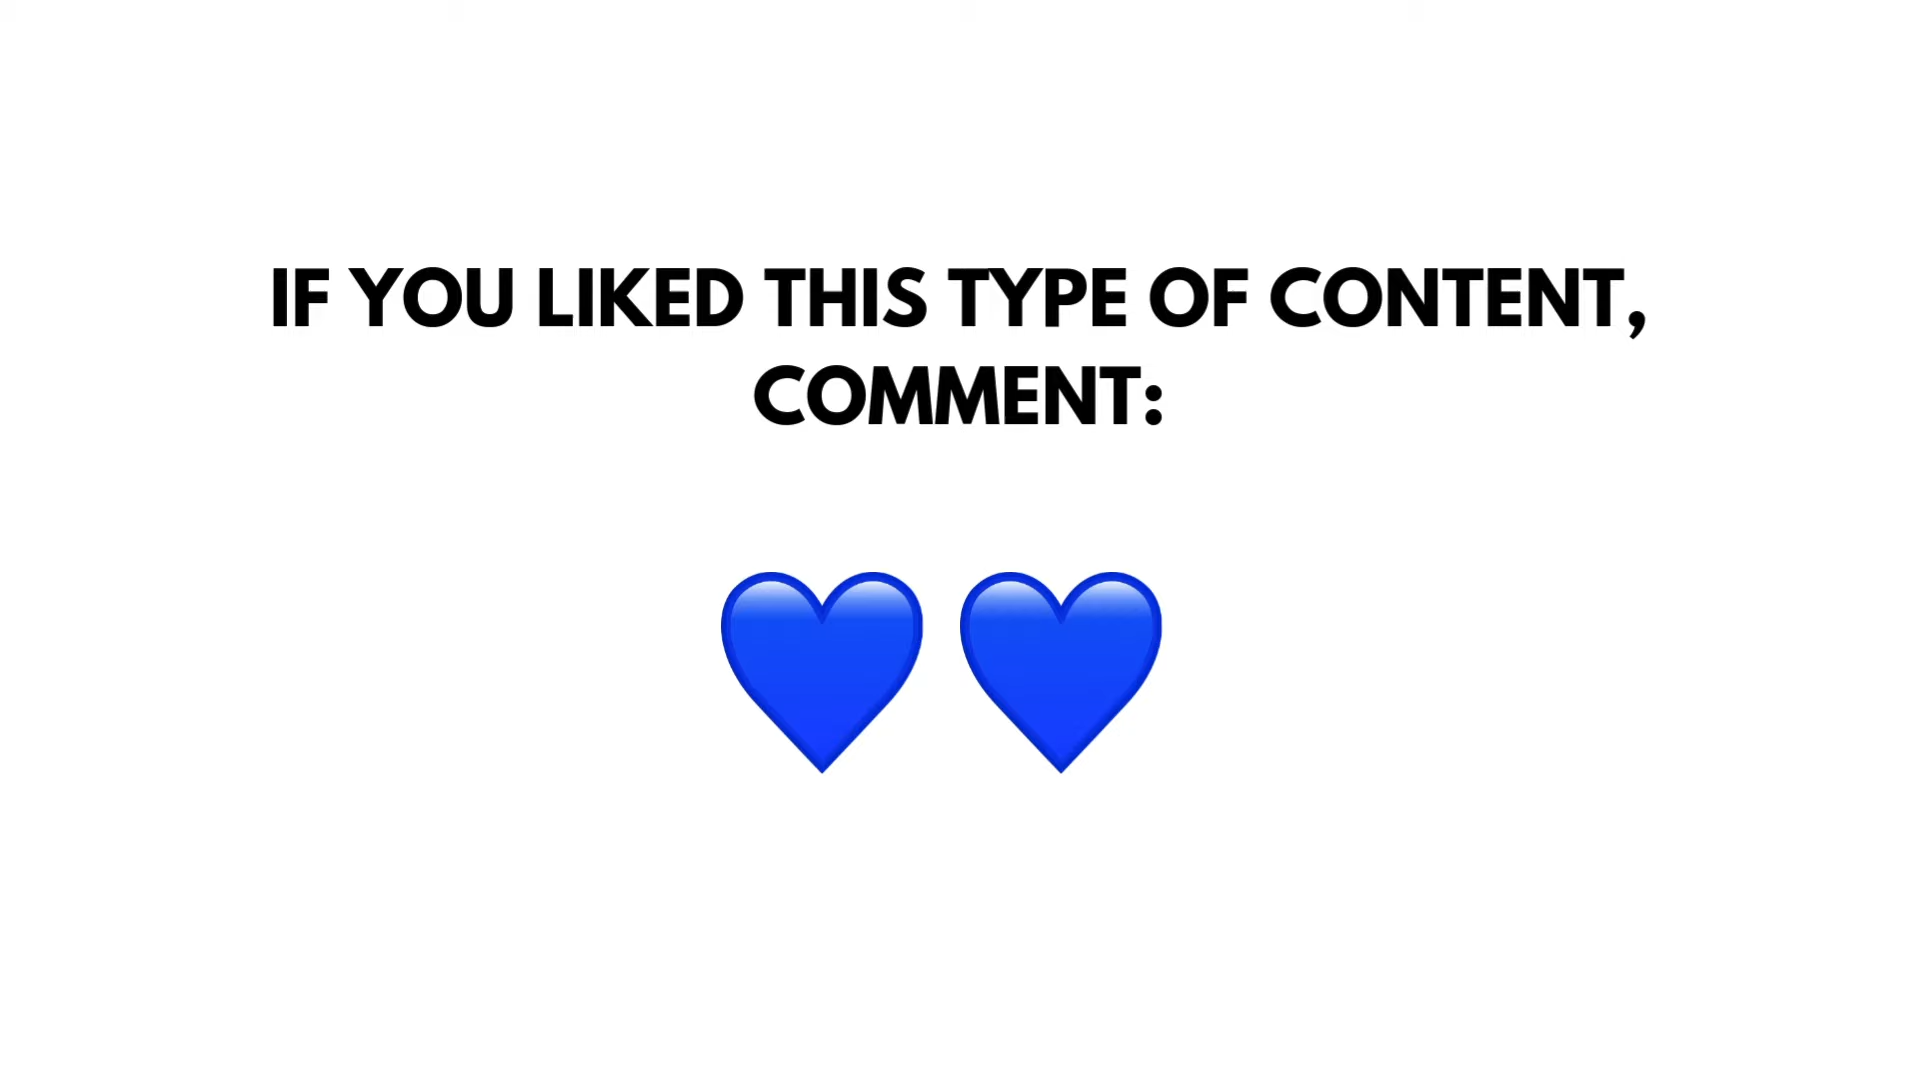 IF YOU LIKED THIS TYPE OF CONTENT,
COMMENT:
💙 💙